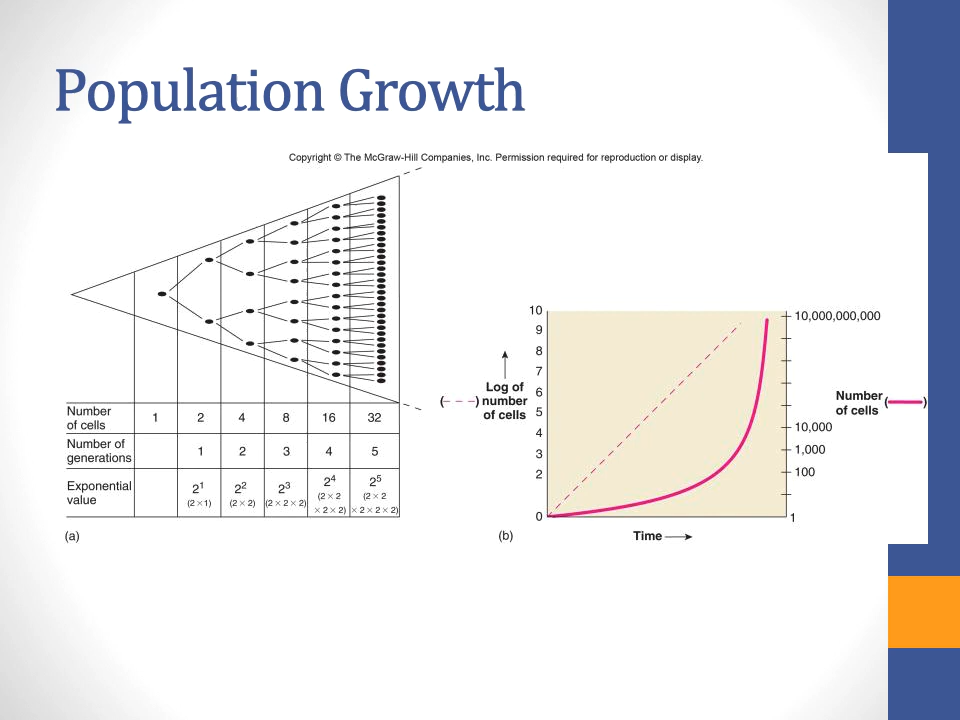 Population Growth
Copyright © The McGraw-Hill Companies, Inc. Permission required for reproduction or display.
Number of cells 1 2 4 8 16 32
Number of generations 1 2 3 4 5
Exponential value 2¹ 2² 2³ 2⁴ 2⁵
(2 × 1) (2 × 2) (2 × 2 × 2) (2 × 2 × 2 × 2) (2 × 2 × 2 × 2 × 2)
(a)
10
9
8
7
6
5
4
3
2
0
(– – –) Log of
number
of cells
10,000,000,000
10,000
1,000
100
1
Number
of cells (——)
Time
(b)